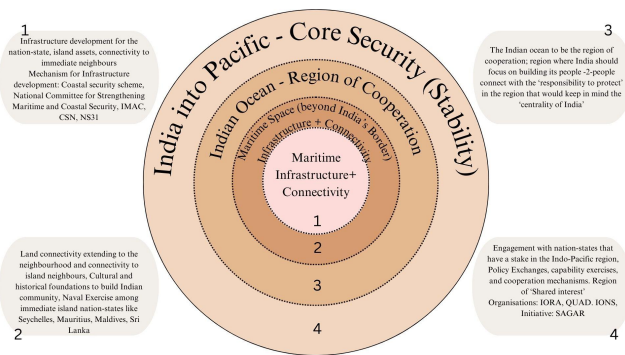 1
Infrastructure development for the
nation-state, island assets, connectivity to
immediate neighbours
Mechanism for Infrastructure
development: Coastal security scheme,
National Committee for Strengthening
Maritime and Coastal Security, IMAC,
CSN, NS31
3
The Indian ocean to be the region of
cooperation; region where India should
focus on building its people -2-people
connect with the ‘responsibility to protect’
in the region that would keep in mind the
‘centrality of India’
India into Pacific - Core Security (Stability)
Indian Ocean - Region of Cooperation
Maritime Space (beyond India's Border)
Infrastructure + Connectivity
Maritime
Infrastructure+
Connectivity
1
2
3
4
Land connectivity extending to the
neighbourhood and connectivity to
island neighbours, Cultural and
historical foundations to build Indian
community, Naval Exercise among
immediate island nation-states like
Seychelles, Mauritius, Maldives, Sri
Lanka
2
Engagement with nation-states that
have a stake in the Indo-Pacific region,
Policy Exchanges, capability exercises,
and cooperation mechanisms. Region
of ‘Shared interest’
Organisations: IORA, QUAD. IONS,
Initiative: SAGAR
4